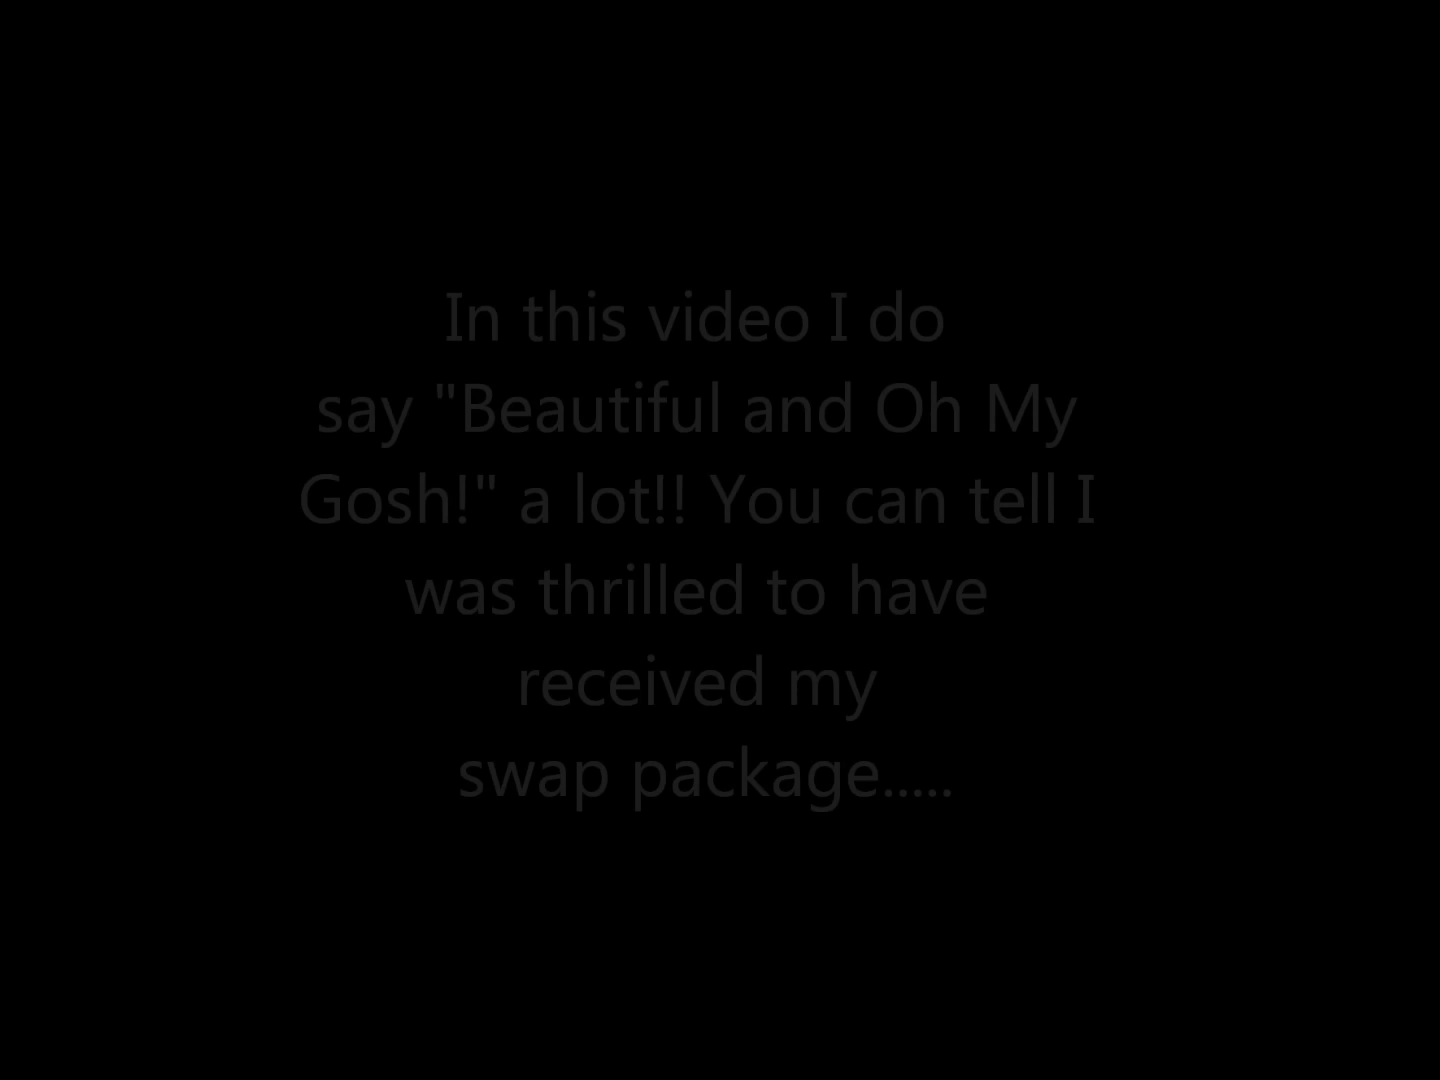 In this video I do
say "Beautiful and Oh My
Gosh!" a lot!! You can tell I
was thrilled to have
received my
swap package.....